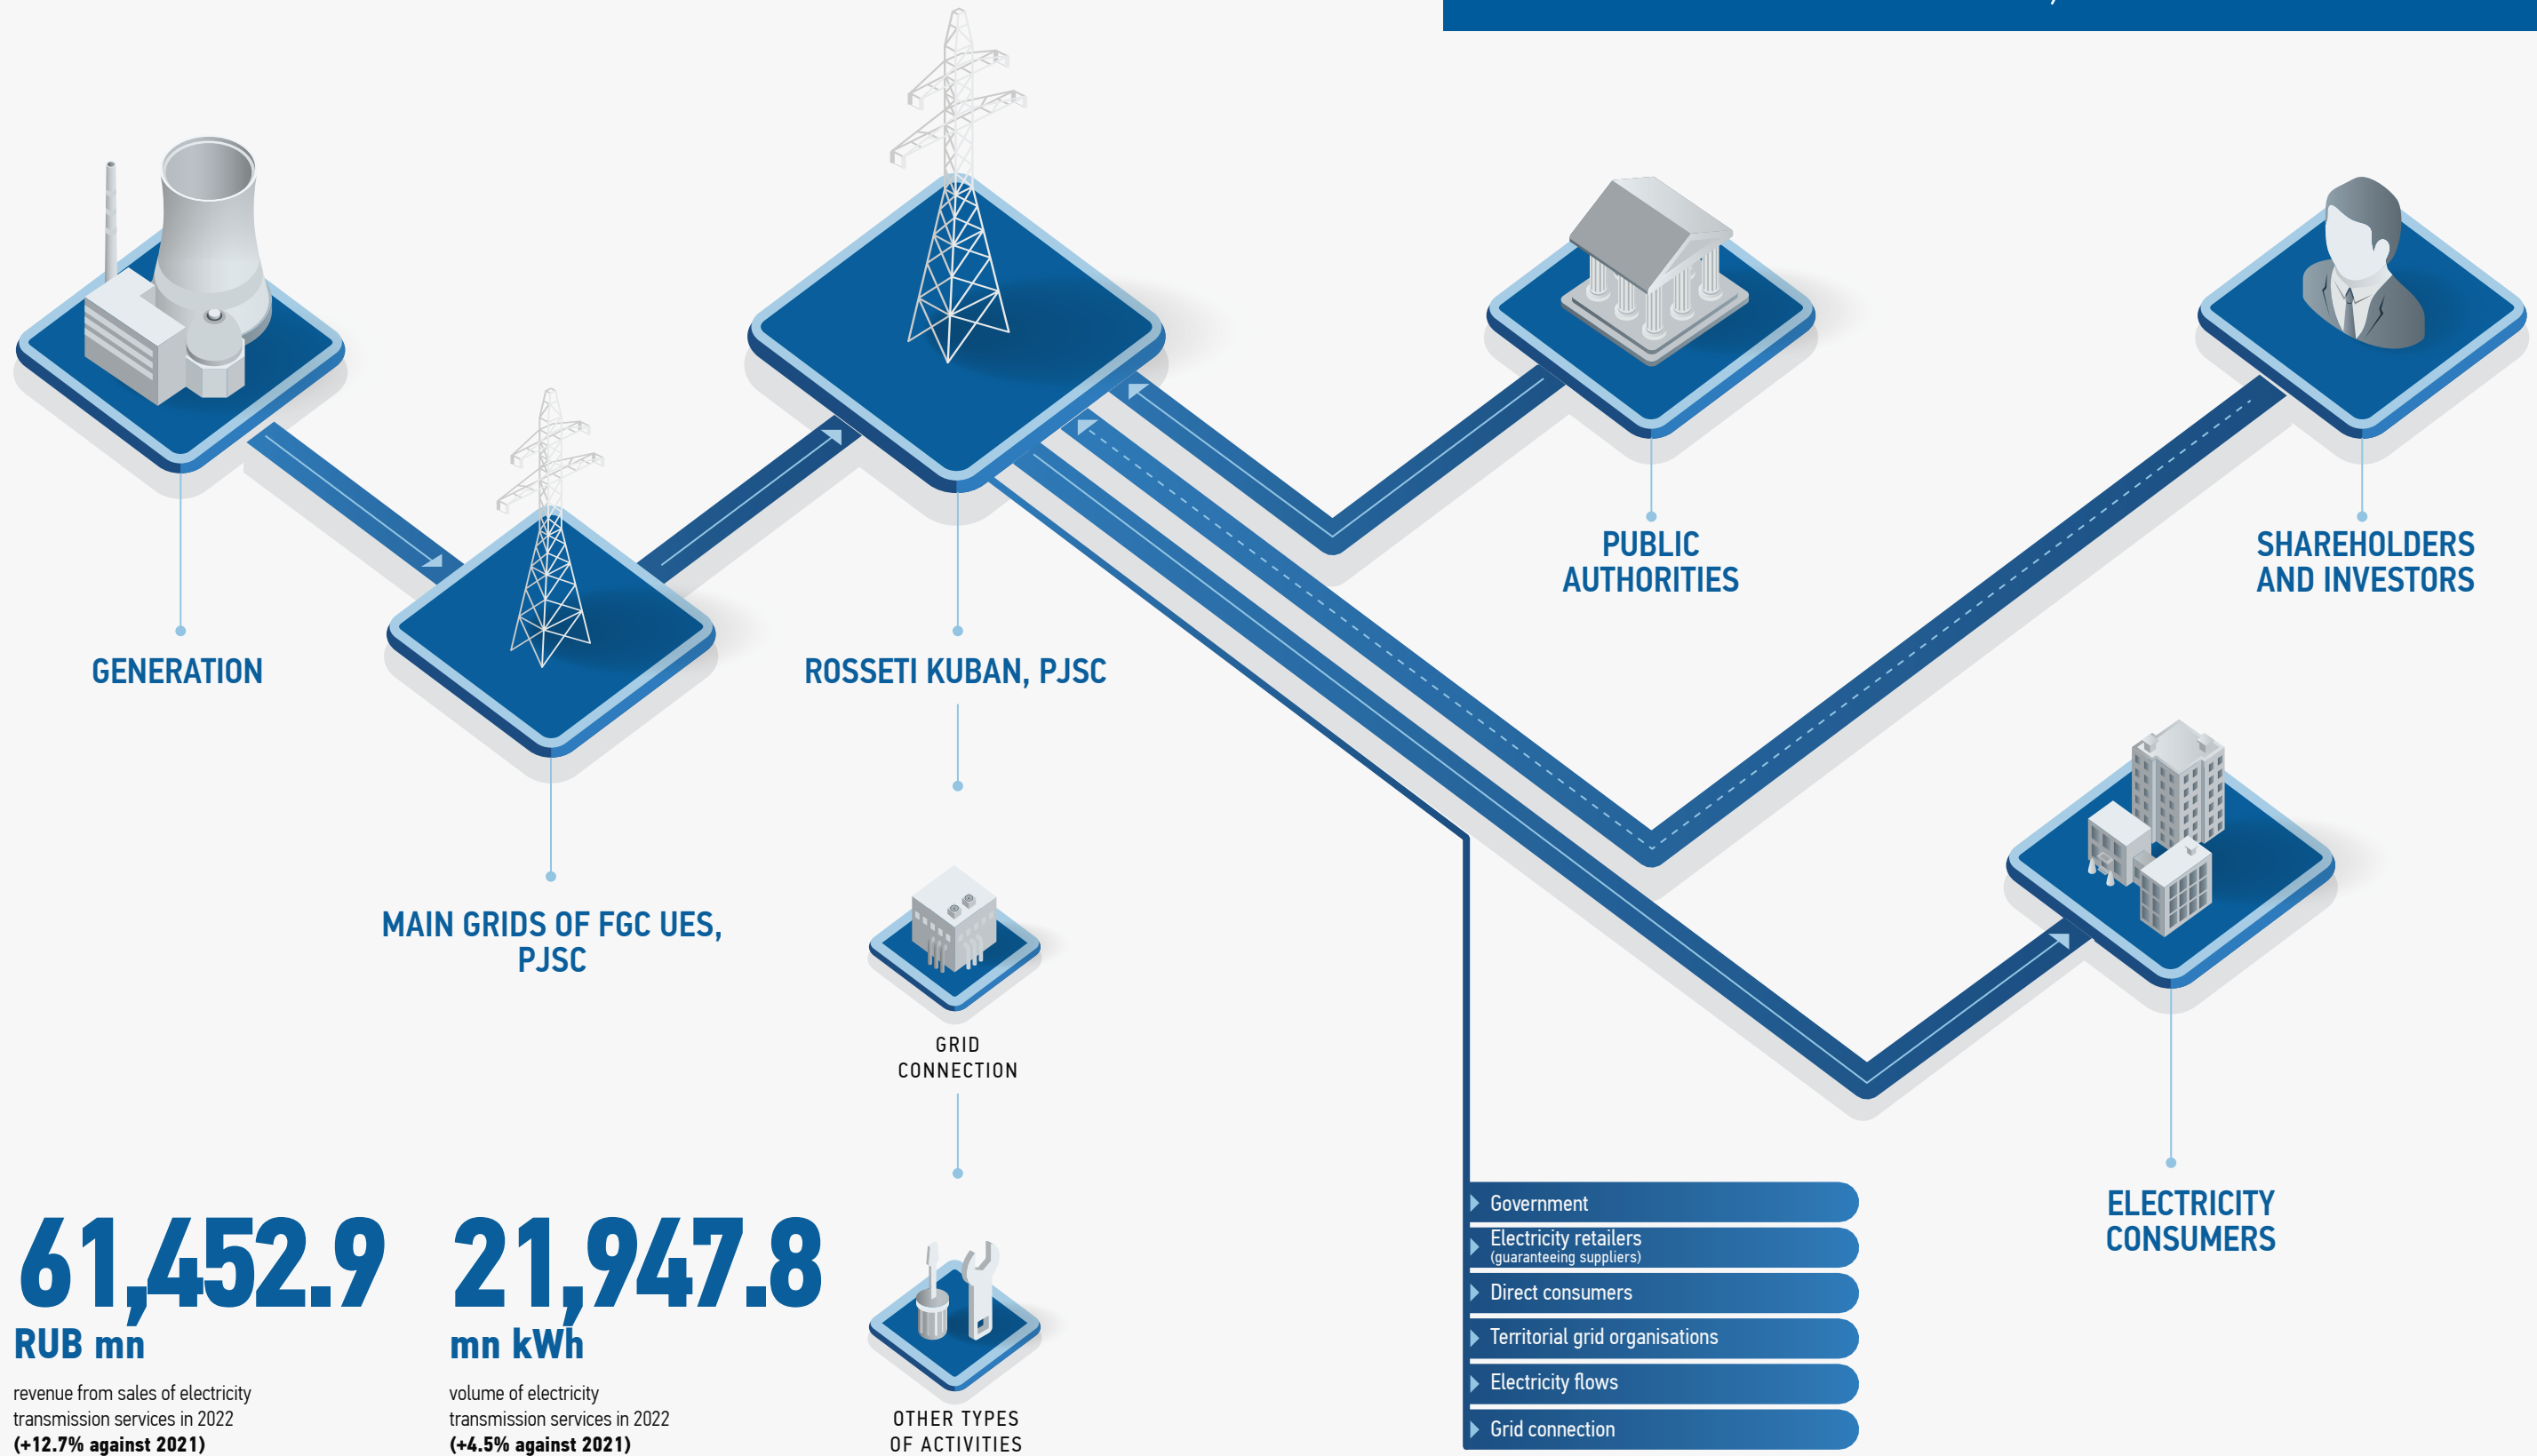 PUBLIC
AUTHORITIES
SHAREHOLDERS
AND INVESTORS
GENERATION
ROSSETI KUBAN, PJSC
MAIN GRIDS OF FGC UES,
PJSC
GRID
CONNECTION
ELECTRICITY
CONSUMERS
61,452.9
RUB mn
revenue from sales of electricity
transmission services in 2022
(+12.7% against 2021)
21,947.8
mn kWh
volume of electricity
transmission services in 2022
(+4.5% against 2021)
OTHER TYPES
OF ACTIVITIES
Government
Electricity retailers
(guaranteeing suppliers)
Direct consumers
Territorial grid organisations
Electricity flows
Grid connection